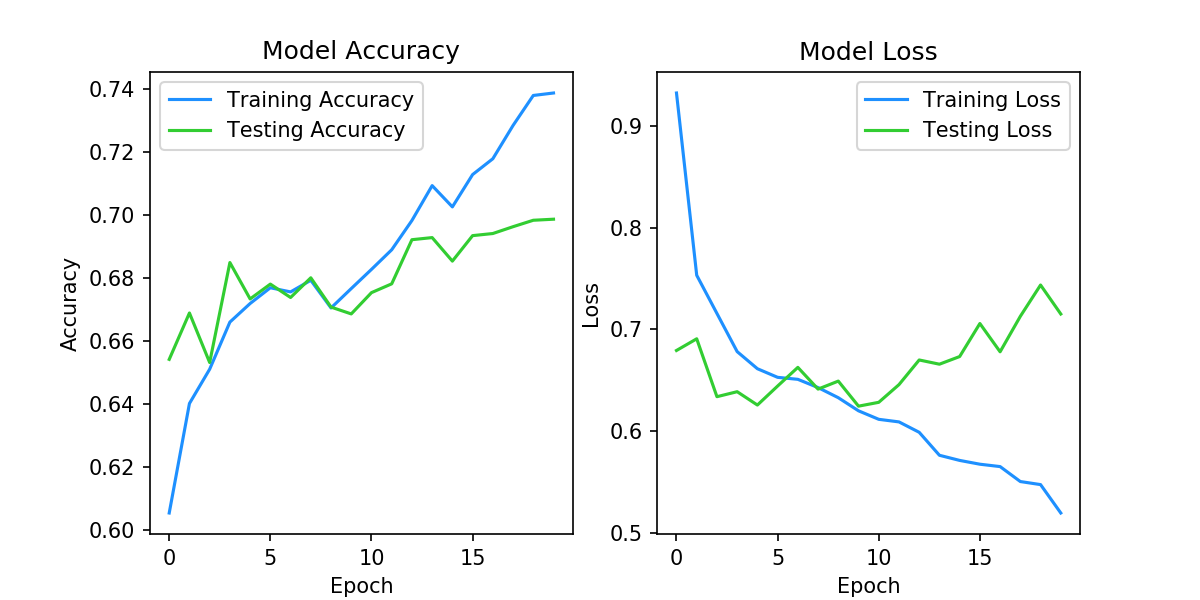 Model Accuracy
Training Accuracy
Testing Accuracy
Accuracy
0.74
0.72
0.70
0.68
0.66
0.64
0.62
0.60
0 5 10 15
Epoch
Model Loss
Training Loss
Testing Loss
Loss
0.9
0.8
0.7
0.6
0.5
0 5 10 15
Epoch